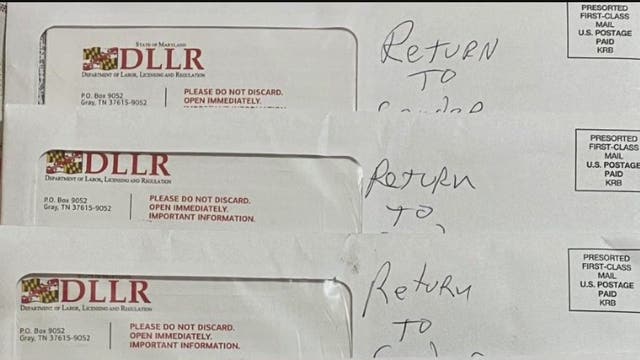 STATE OF MARYLAND
DLLR
DEPARTMENT OF LABOR, LICENSING AND REGULATION
P.O. Box 9052
Gray, TN 37615-9052
PLEASE DO NOT DISCARD.
OPEN IMMEDIATELY.
IMPORTANT INFORMATION.
RETURN
TO
PRESORTED
FIRST-CLASS
MAIL
U.S. POSTAGE
PAID
KRB
DLLR
DEPARTMENT OF LABOR, LICENSING AND REGULATION
P.O. Box 9052
Gray, TN 37615-9052
PLEASE DO NOT DISCARD.
OPEN IMMEDIATELY.
IMPORTANT INFORMATION.
Return
TO
PRESORTED
FIRST-CLASS
MAIL
U.S. POSTAGE
PAID
KRB
DLLR
DEPARTMENT OF LABOR, LICENSING AND REGULATION
P.O. Box 9052
Gray, TN 37615-9052
PLEASE DO NOT DISCARD.
OPEN IMMEDIATELY.
IMPORTANT INFORMATION.
Return
TO
PRESORTED
FIRST-CLASS
MAIL
U.S. POSTAGE
PAID
KRB